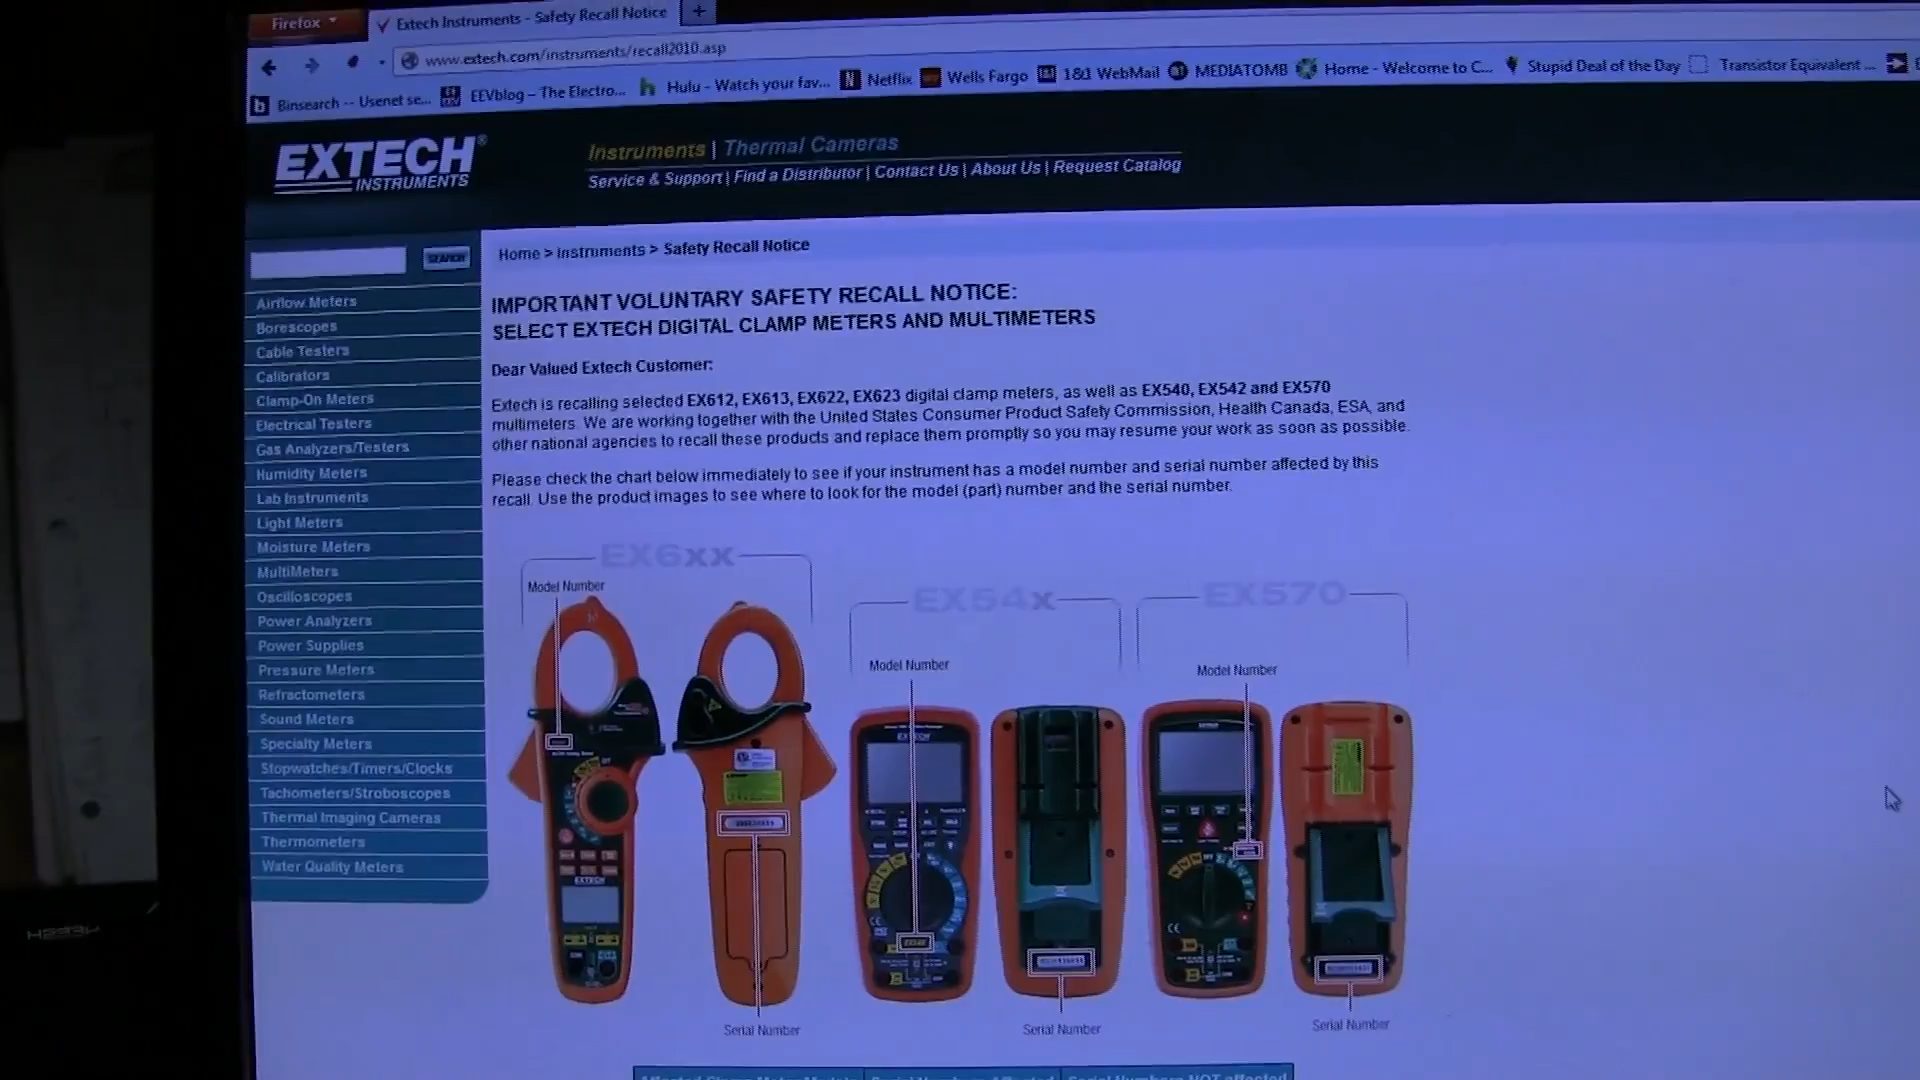 Firefox
Extech Instruments - Safety Recall Notice
+
www.extech.com/instruments/recall2010.asp
Binsearch -- Usenet se...
EEVblog – The Electro...
Hulu - Watch your fav...
Netflix
Wells Fargo
1&1 WebMail
MEDIATOMB
Home - Welcome to C...
Stupid Deal of the Day
Transistor Equivalent ...
EXTECH®
INSTRUMENTS
Instruments | Thermal Cameras
Service & Support | Find a Distributor | Contact Us | About Us | Request Catalog
SEARCH
Home > Instruments > Safety Recall Notice
Airflow Meters
Borescopes
Cable Testers
Calibrators
Clamp-On Meters
Electrical Testers
Gas Analyzers/Testers
Humidity Meters
Lab Instruments
Light Meters
Moisture Meters
MultiMeters
Oscilloscopes
Power Analyzers
Power Supplies
Pressure Meters
Refractometers
Sound Meters
Specialty Meters
Stopwatches/Timers/Clocks
Tachometers/Stroboscopes
Thermal Imaging Cameras
Thermometers
Water Quality Meters
IMPORTANT VOLUNTARY SAFETY RECALL NOTICE:
SELECT EXTECH DIGITAL CLAMP METERS AND MULTIMETERS
Dear Valued Extech Customer:
Extech is recalling selected EX612, EX613, EX622, EX623 digital clamp meters, as well as EX540, EX542 and EX570
multimeters. We are working together with the United States Consumer Product Safety Commission, Health Canada, ESA, and
other national agencies to recall these products and replace them promptly so you may resume your work as soon as possible.
Please check the chart below immediately to see if your instrument has a model number and serial number affected by this
recall. Use the product images to see where to look for the model (part) number and the serial number.
EX6xx
Model Number
Serial Number
EX54x
Model Number
EXTECH
Serial Number
EX570
Model Number
Serial Number